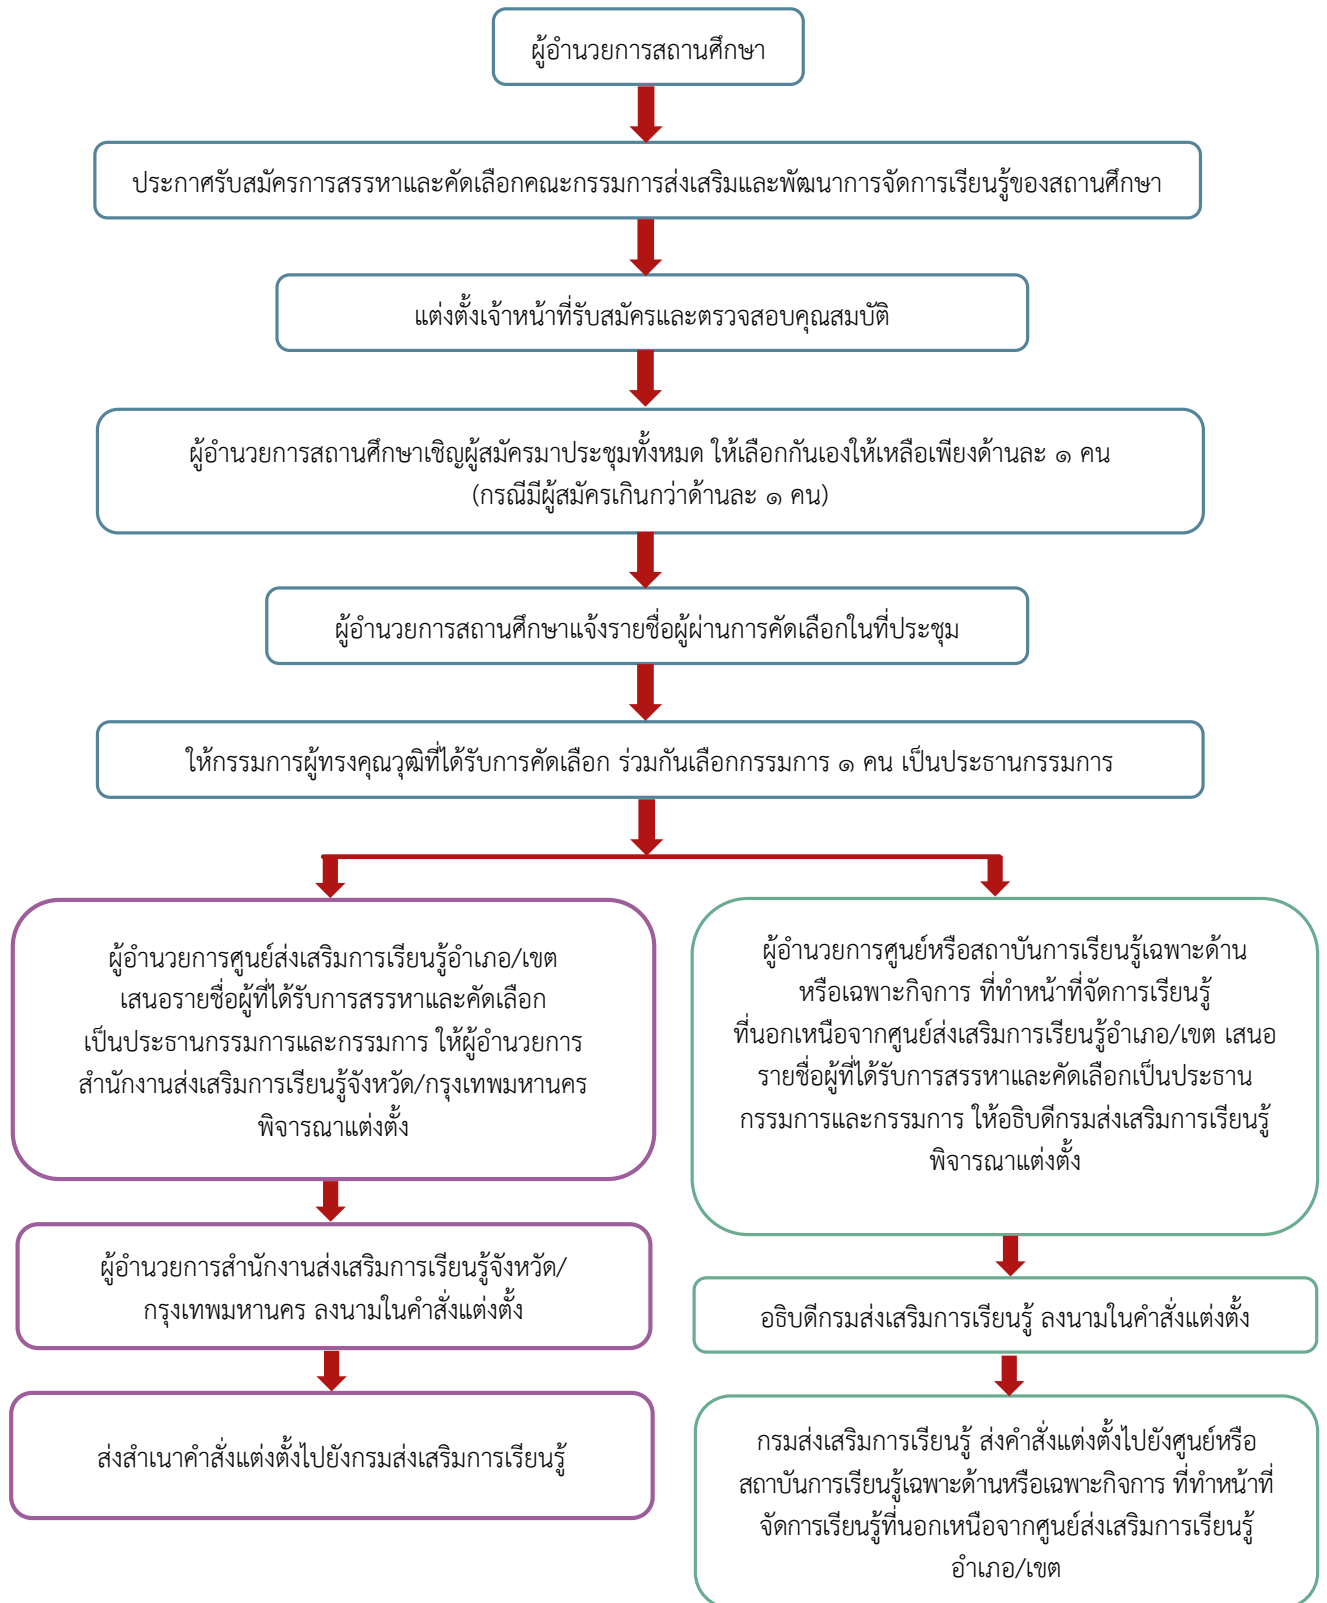 ผู้อำนวยการสถานศึกษา
ประกาศรับสมัครการสรรหาและคัดเลือกคณะกรรมการส่งเสริมและพัฒนาการจัดการเรียนรู้ของสถานศึกษา
แต่งตั้งเจ้าหน้าที่รับสมัครและตรวจสอบคุณสมบัติ
ผู้อำนวยการสถานศึกษาเชิญผู้สมัครมาประชุมทั้งหมด ให้เลือกกันเองให้เหลือเพียงด้านละ ๑ คน
(กรณีมีผู้สมัครเกินกว่าด้านละ ๑ คน)
ผู้อำนวยการสถานศึกษาแจ้งรายชื่อผู้ผ่านการคัดเลือกในที่ประชุม
ให้กรรมการผู้ทรงคุณวุฒิที่ได้รับการคัดเลือก ร่วมกันเลือกกรรมการ ๑ คน เป็นประธานกรรมการ
ผู้อำนวยการศูนย์ส่งเสริมการเรียนรู้อำเภอ/เขต
เสนอรายชื่อผู้ที่ได้รับการสรรหาและคัดเลือก
เป็นประธานกรรมการและกรรมการ ให้ผู้อำนวยการ
สำนักงานส่งเสริมการเรียนรู้จังหวัด/กรุงเทพมหานคร
พิจารณาแต่งตั้ง
ผู้อำนวยการสำนักงานส่งเสริมการเรียนรู้จังหวัด/
กรุงเทพมหานคร ลงนามในคำสั่งแต่งตั้ง
ส่งสำเนาคำสั่งแต่งตั้งไปยังกรมส่งเสริมการเรียนรู้
ผู้อำนวยการศูนย์หรือสถาบันการเรียนรู้เฉพาะด้าน
หรือเฉพาะกิจการ ที่ทำหน้าที่จัดการเรียนรู้
ที่นอกเหนือจากศูนย์ส่งเสริมการเรียนรู้อำเภอ/เขต เสนอ
รายชื่อผู้ที่ได้รับการสรรหาและคัดเลือกเป็นประธาน
กรรมการและกรรมการ ให้อธิบดีกรมส่งเสริมการเรียนรู้
พิจารณาแต่งตั้ง
อธิบดีกรมส่งเสริมการเรียนรู้ ลงนามในคำสั่งแต่งตั้ง
กรมส่งเสริมการเรียนรู้ ส่งคำสั่งแต่งตั้งไปยังศูนย์หรือ
สถาบันการเรียนรู้เฉพาะด้านหรือเฉพาะกิจการ ที่ทำหน้าที่
จัดการเรียนรู้ที่นอกเหนือจากศูนย์ส่งเสริมการเรียนรู้
อำเภอ/เขต